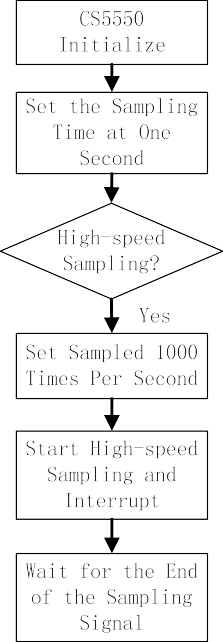 CS5550
Initialize
Set the Sampling
Time at One
Second
High-speed
Sampling?
Yes
Set Sampled 1000
Times Per Second
Start High-speed
Sampling and
Interrupt
Wait for the End
of the Sampling
Signal